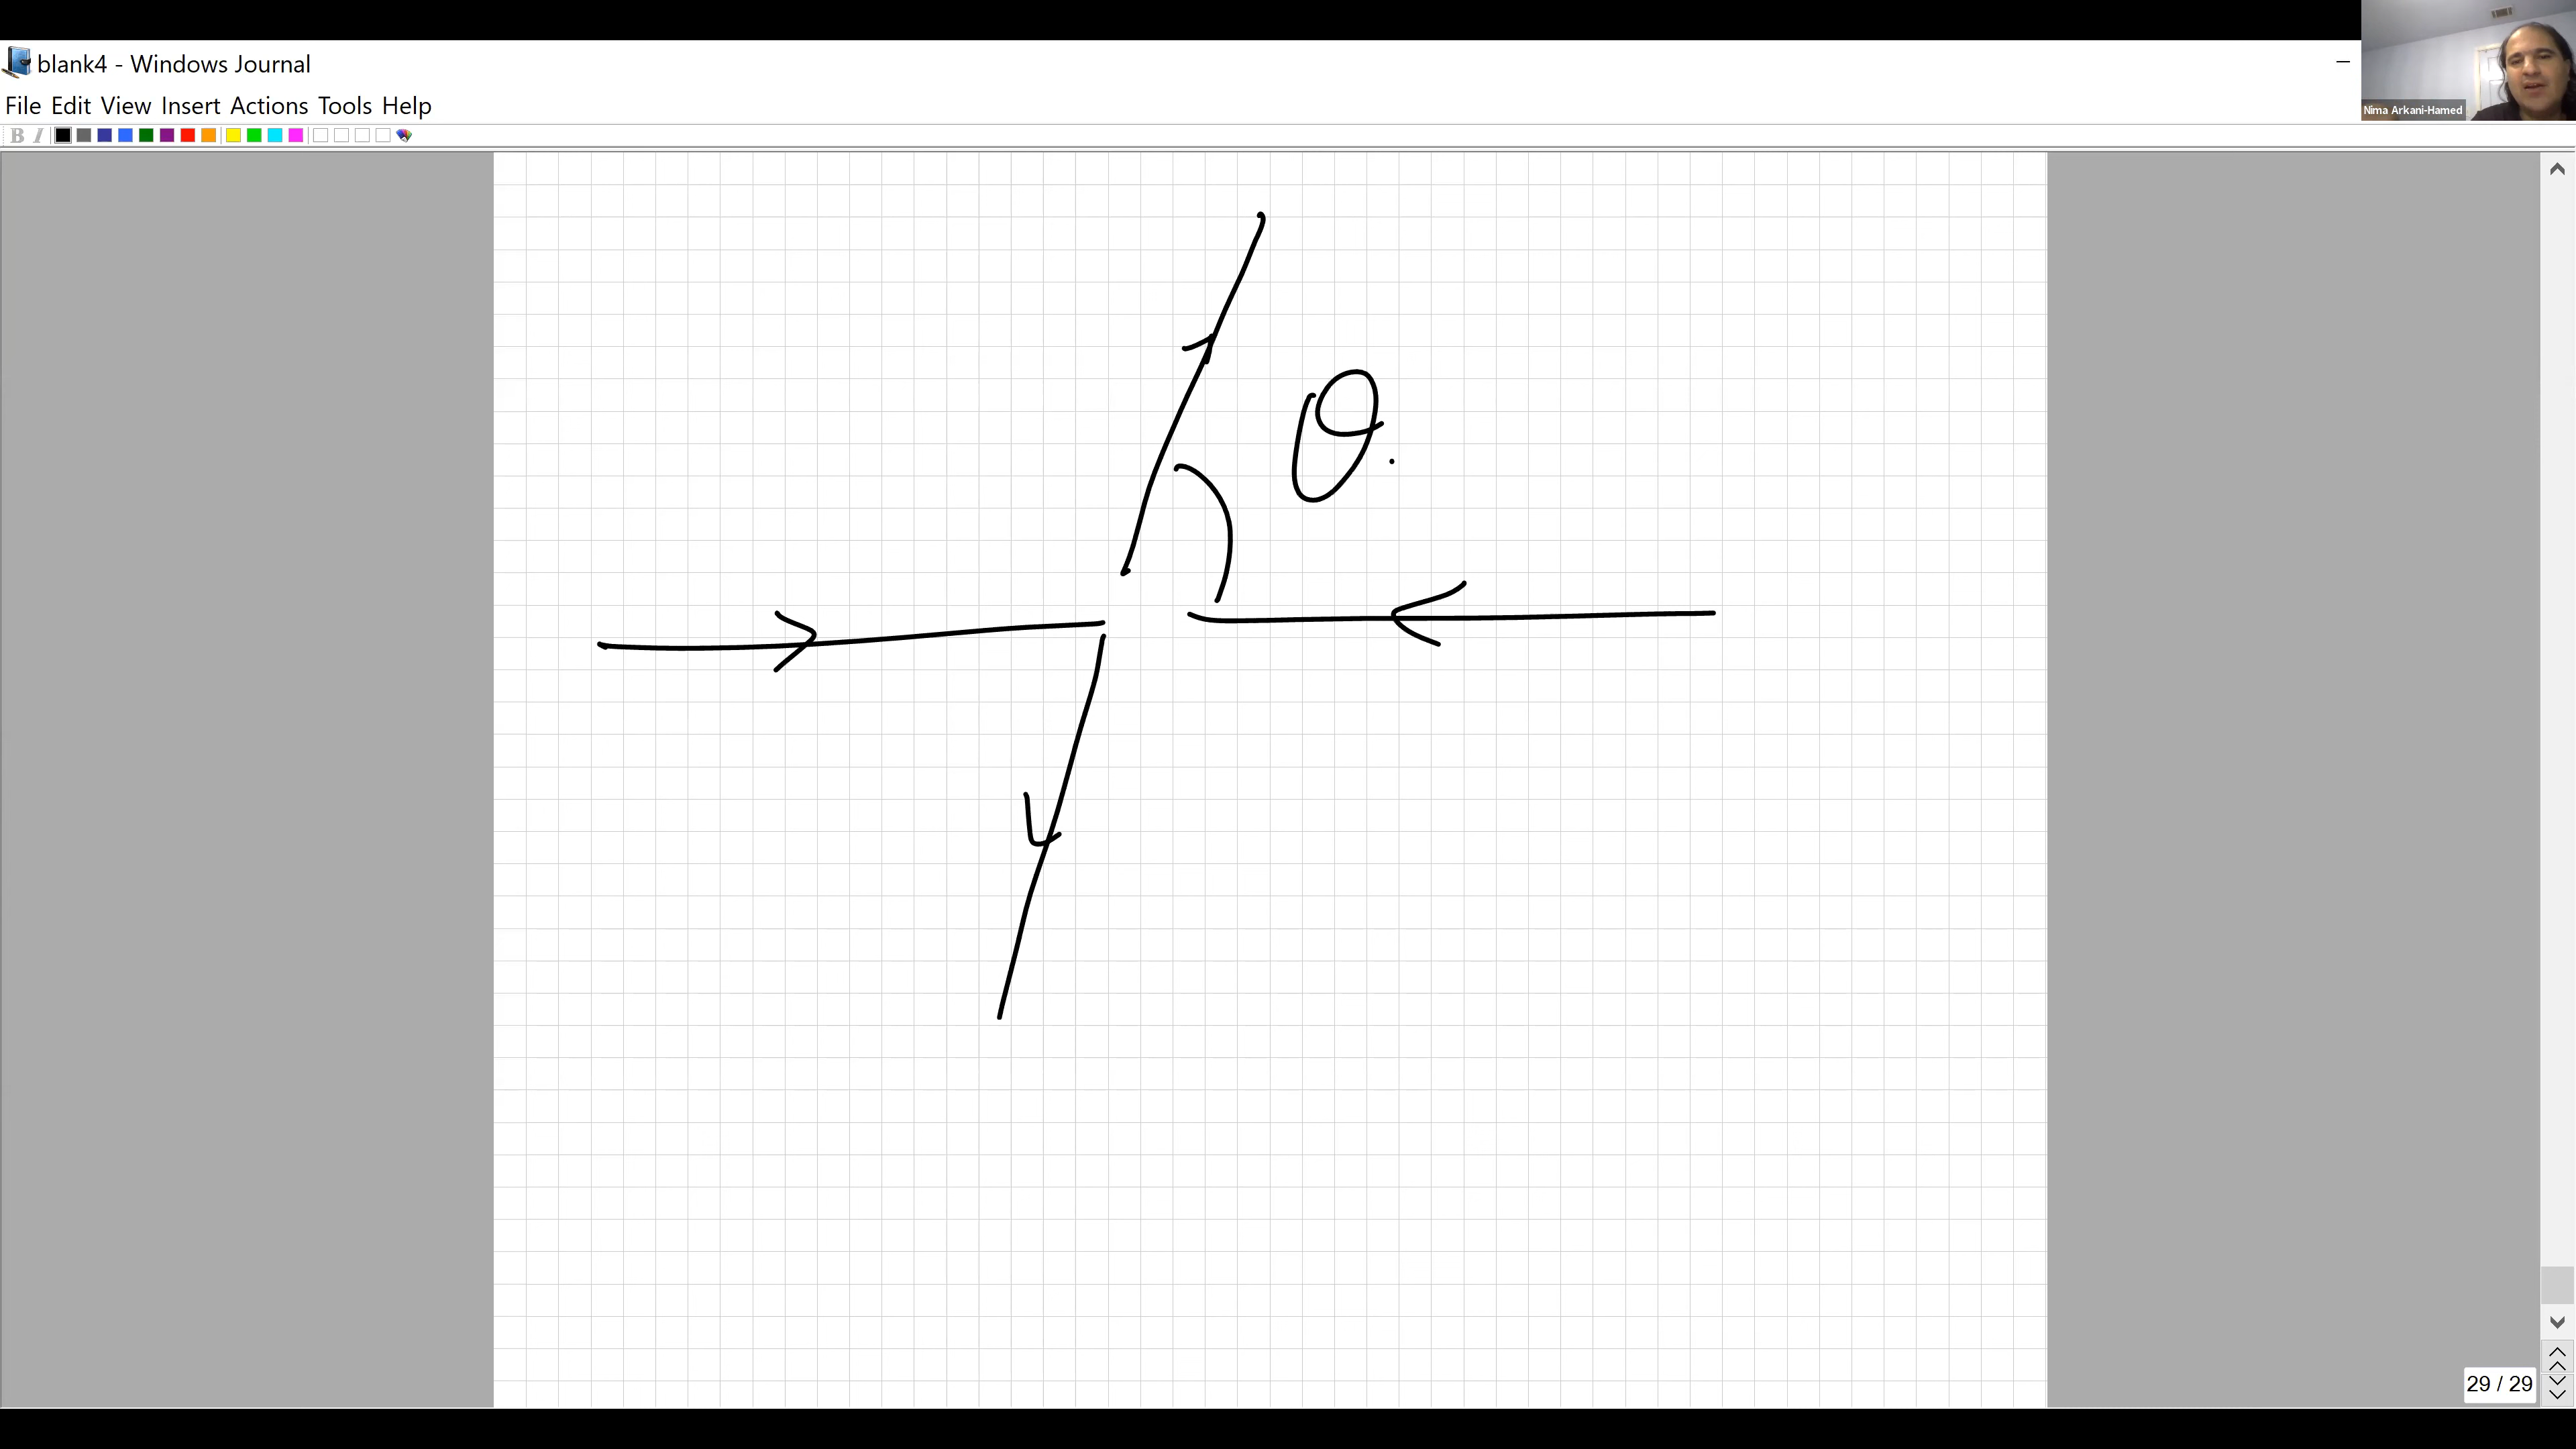 blank4 - Windows Journal
Nima Arkani-Hamed
File Edit View Insert Actions Tools Help
B I
θ.
29 / 29